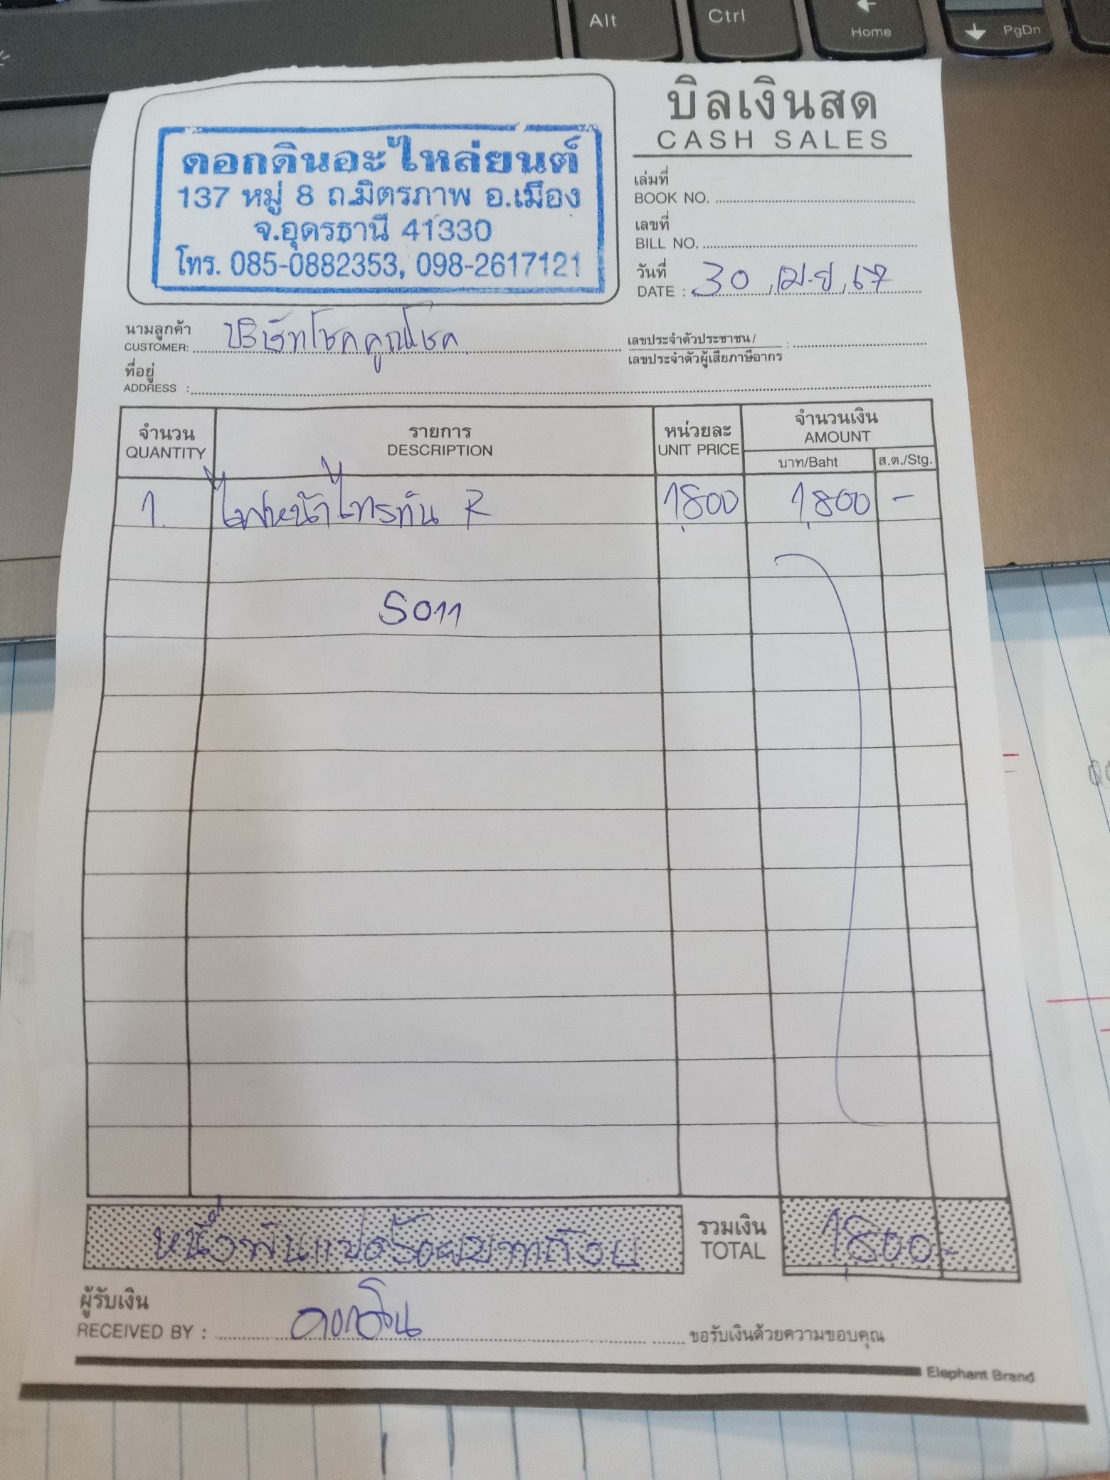 Alt
Ctrl
Home
PgDn
บิลเงินสด
CASH SALES
ดอกดินอะไหล่ยนต์
137 หมู่ 8 ถ.มิตรภาพ อ.เมือง
จ.อุดรธานี 41330
โทร. 085-0882353, 098-2617121
เล่มที่
BOOK NO.
เลขที่
BILL NO.
วันที่
DATE : 30 เม.ย. 67
นามลูกค้า
CUSTOMER: บริษัทโชคคูณโชค
เลขประจำตัวประชาชน/ :
เลขประจำตัวผู้เสียภาษีอากร
ที่อยู่
ADDRESS :
จำนวน รายการ หน่วยละ จำนวนเงิน
QUANTITY DESCRIPTION UNIT PRICE AMOUNT
บาท/Baht ส.ต./Stg.
1 ไฟหน้าไทรทัน R 1,800 1,800 -
S011
หนึ่งพันแปดร้อยบาทถ้วน รวมเงิน 1,800.-
TOTAL
ผู้รับเงิน
RECEIVED BY : ดอกดิน ขอรับเงินด้วยความขอบคุณ
Elephant Brand